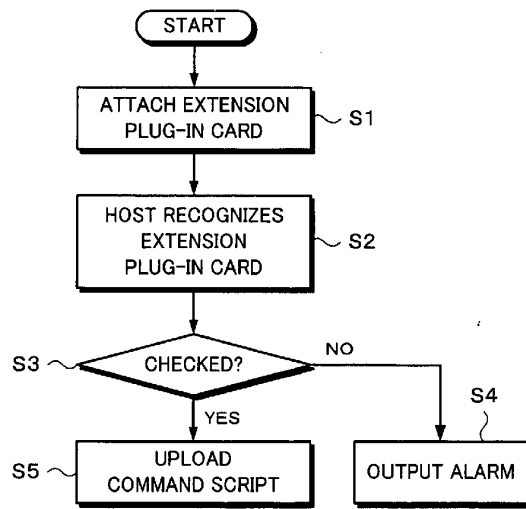 START
ATTACH EXTENSION
PLUG-IN CARD
S1
HOST RECOGNIZES
EXTENSION
PLUG-IN CARD
S2
S3
CHECKED?
NO
YES
S4
S5
UPLOAD
COMMAND SCRIPT
OUTPUT ALARM